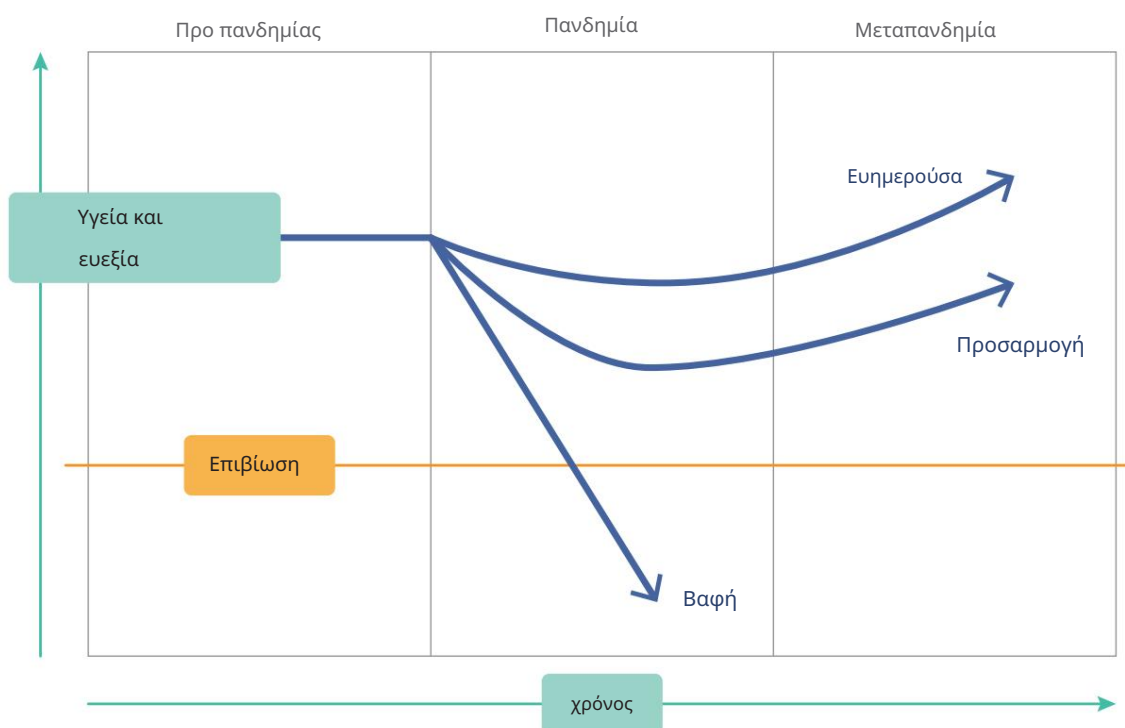 Προ πανδημίας
Πανδημία
Μεταπανδημία
Ευημερούσα
Υγεία και
ευεξία
Προσαρμογή
Επιβίωση
Βαφή
χρόνος